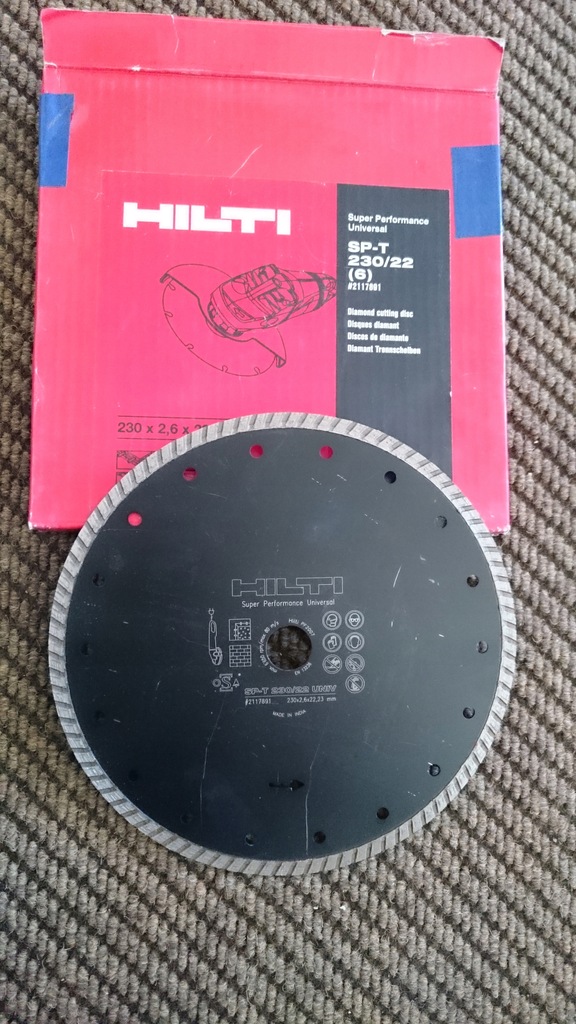 HILTI
Super Performance
Universal
SP-T
230/22
(6)
#2117891
Diamond cutting disc
Disques diamant
Discos de diamante
Diamant Trennscheiben
230 x 2,6 x
HILTI
Super Performance Universal
SP-T 230/22 UNIV
#2117891 230x2,6x22,23 mm
MADE IN INDIA